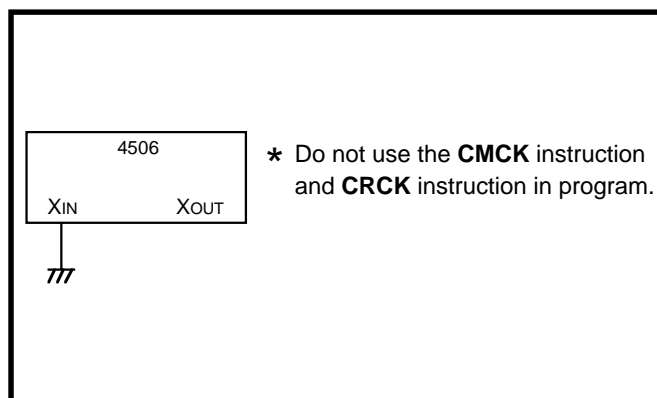 4506
* Do not use the CMCK instruction
and CRCK instruction in program.
XIN XOUT